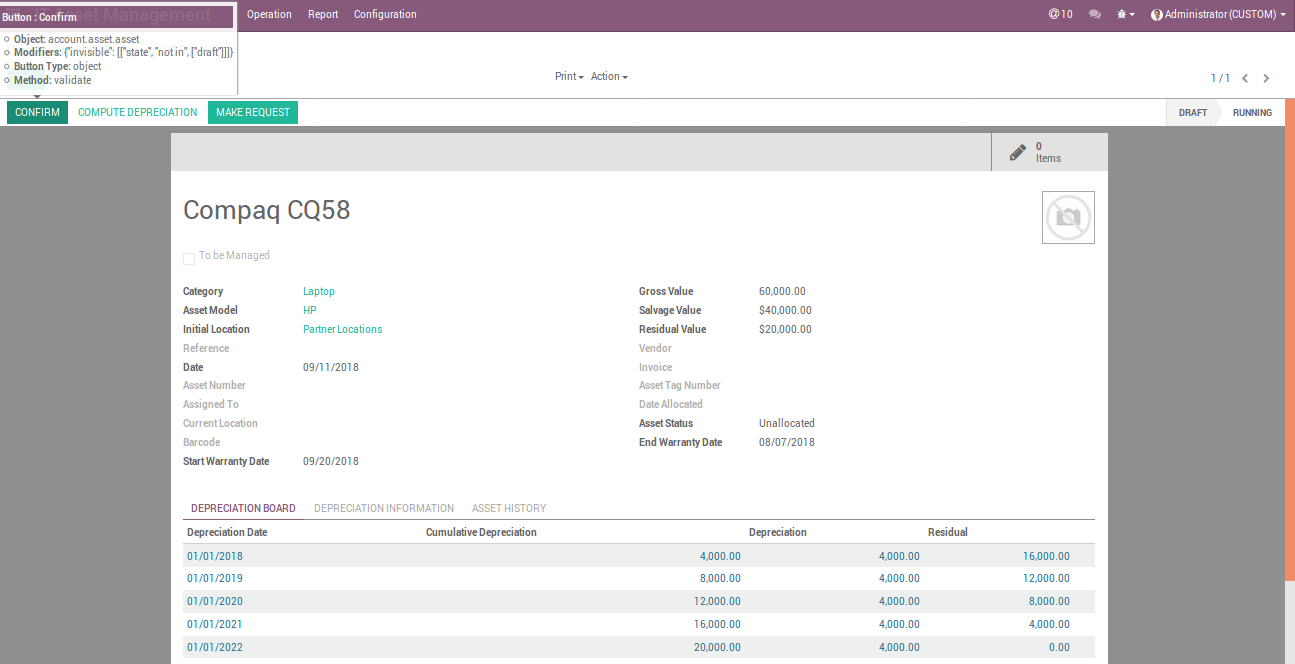 Asset Management
Operation Report Configuration
@10
Administrator (CUSTOM)
Button : Confirm
Object: account.asset.asset
Modifiers: {"invisible": [["state", "not in", ["draft"]]]}
Button Type: object
Method: validate
Print Action
1 / 1
CONFIRM COMPUTE DEPRECIATION MAKE REQUEST
DRAFT RUNNING
0
Items
Compaq CQ58
To be Managed
Category Laptop Gross Value 60,000.00
Asset Model HP Salvage Value $40,000.00
Initial Location Partner Locations Residual Value $20,000.00
Reference Vendor
Date 09/11/2018 Invoice
Asset Number Asset Tag Number
Assigned To Date Allocated
Current Location Asset Status Unallocated
Barcode End Warranty Date 08/07/2018
Start Warranty Date 09/20/2018
DEPRECIATION BOARD DEPRECIATION INFORMATION ASSET HISTORY
Depreciation Date Cumulative Depreciation Depreciation Residual
01/01/2018 4,000.00 4,000.00 16,000.00
01/01/2019 8,000.00 4,000.00 12,000.00
01/01/2020 12,000.00 4,000.00 8,000.00
01/01/2021 16,000.00 4,000.00 4,000.00
01/01/2022 20,000.00 4,000.00 0.00